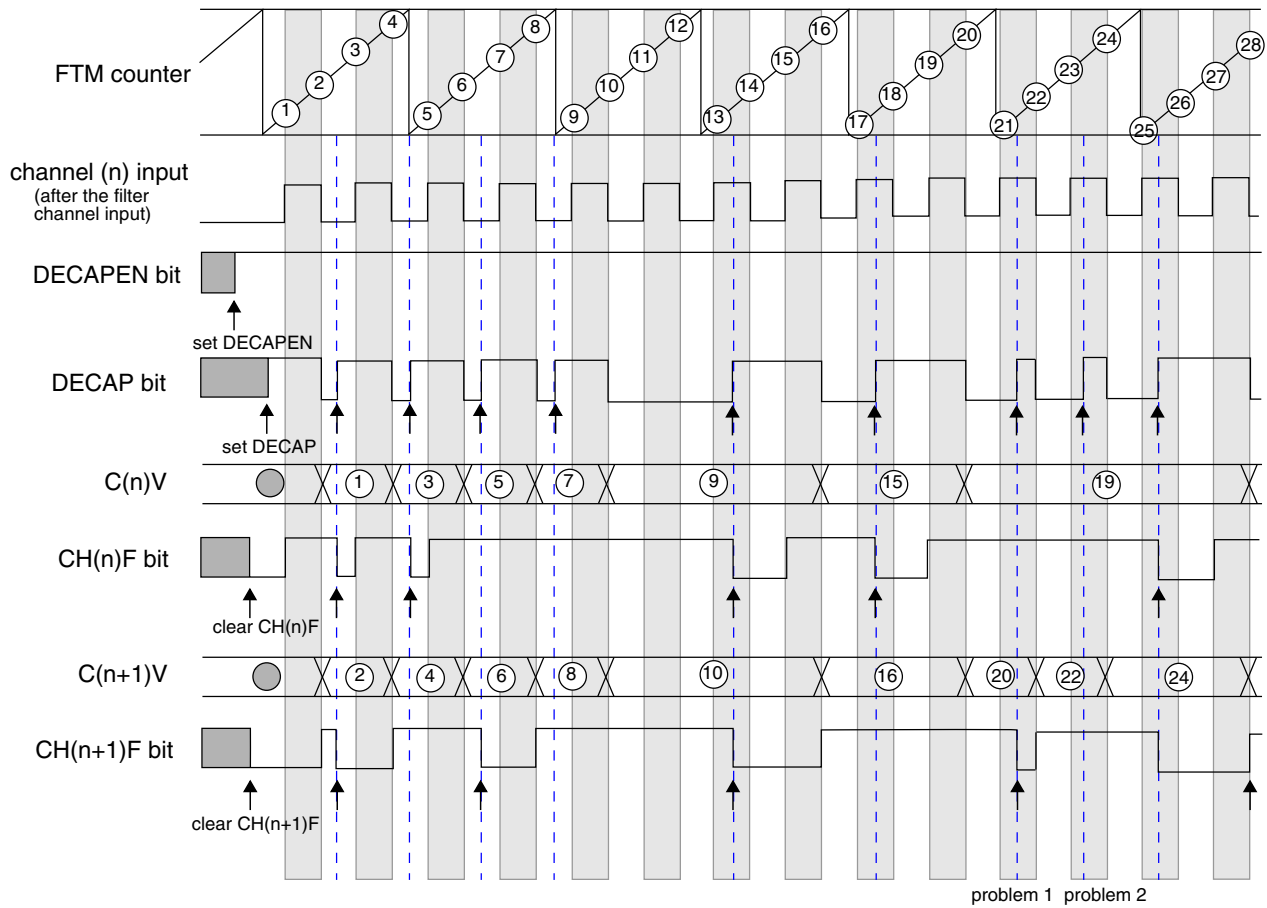 4 8 12 16 20 24 28
3 7 11 15 19 23 27
FTM counter
2 6 10 14 18 22 26
1 5 9 13 17 21 25
channel (n) input
(after the filter
channel input)
DECAPEN bit
set DECAPEN
DECAP bit
set DECAP
C(n)V 1 3 5 7 9 15 19
CH(n)F bit
clear CH(n)F
C(n+1)V 2 4 6 8 10 16 20 22 24
CH(n+1)F bit
clear CH(n+1)F
problem 1 problem 2